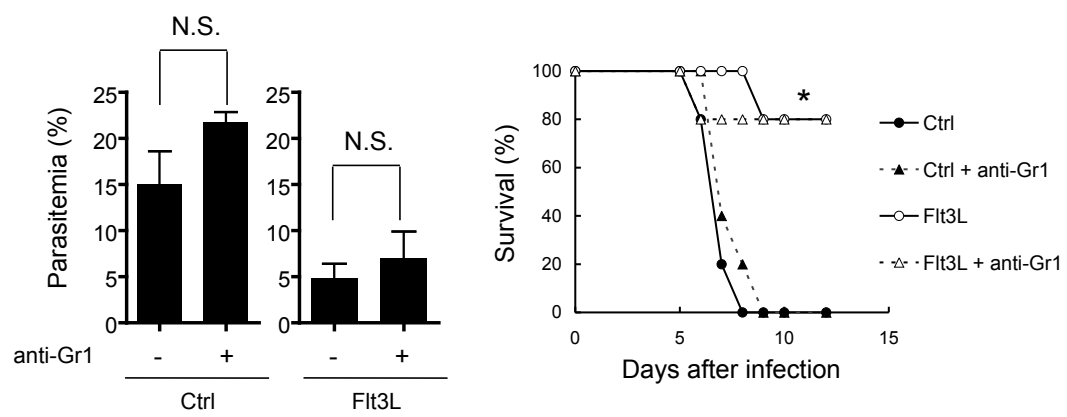 N.S.
25
20
15
10
5
0
Parasitemia (%)
25
20
15
10
5
0
N.S.
anti-Gr1
- +
- +
Ctrl
Flt3L
100
80
60
40
20
0
Survival (%)
*
0 5 10 15
Days after infection
Ctrl
Ctrl + anti-Gr1
Flt3L
Flt3L + anti-Gr1